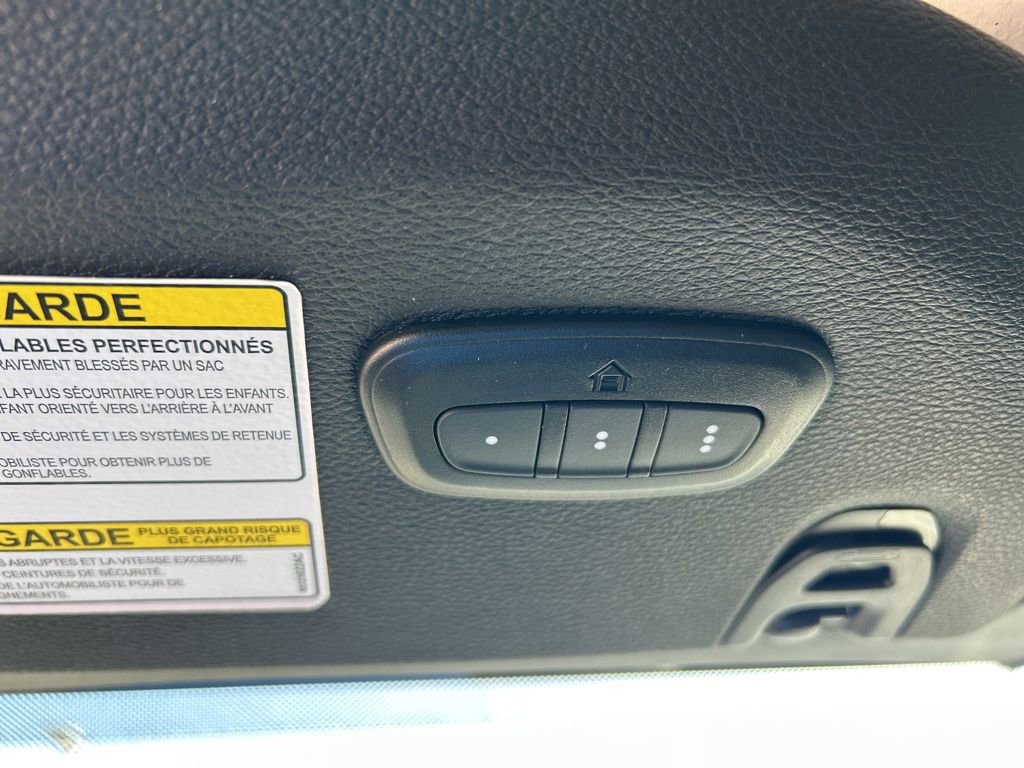 ARDE
LABLES PERFECTIONNÉS
RAVEMENT BLESSÉS PAR UN SAC
LA PLUS SÉCURITAIRE POUR LES ENFANTS.
FANT ORIENTÉ VERS L'ARRIÈRE À L'AVANT
DE SÉCURITÉ ET LES SYSTÈMES DE RETENUE
OBILISTE POUR OBTENIR PLUS DE
GONFLABLES.
GARDE PLUS GRAND RISQUE
DE CAPOTAGE
S ABRUPTES ET LA VITESSE EXCESSIVE.
CEINTURES DE SÉCURITÉ.
DE L'AUTOMOBILISTE POUR DE
GNEMENTS.